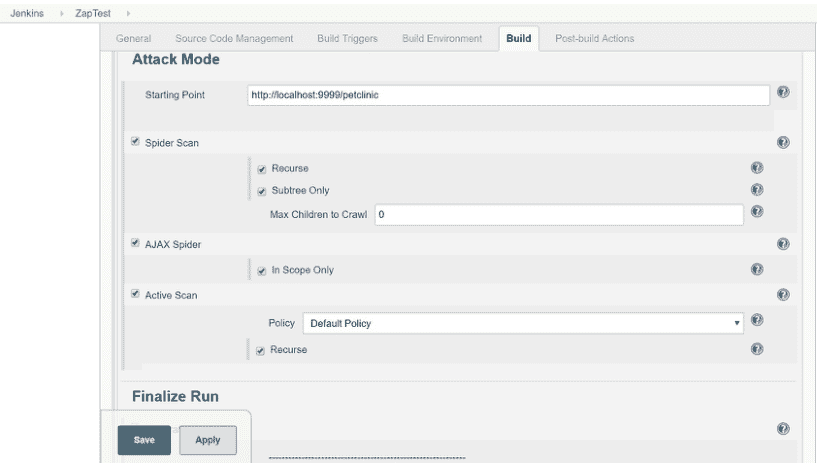 Jenkins ZapTest
General Source Code Management Build Triggers Build Environment Build Post-build Actions
Attack Mode
Starting Point http://localhost:9999/petclinic
Spider Scan
Recurse
Subtree Only
Max Children to Crawl 0
AJAX Spider
In Scope Only
Active Scan
Policy Default Policy
Recurse
Finalize Run
Save Apply